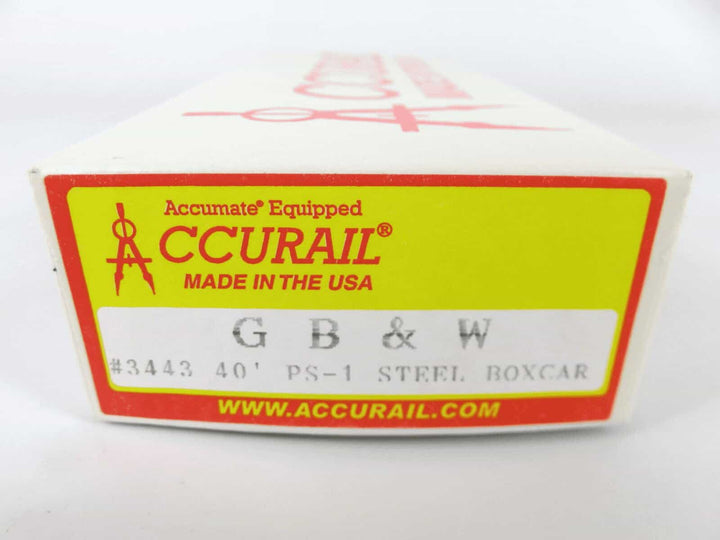 Accumate® Equipped
ACCURAIL®
MADE IN THE USA
G B & W
#3443 40' PS-1 STEEL BOXCAR
WWW.ACCURAIL.COM